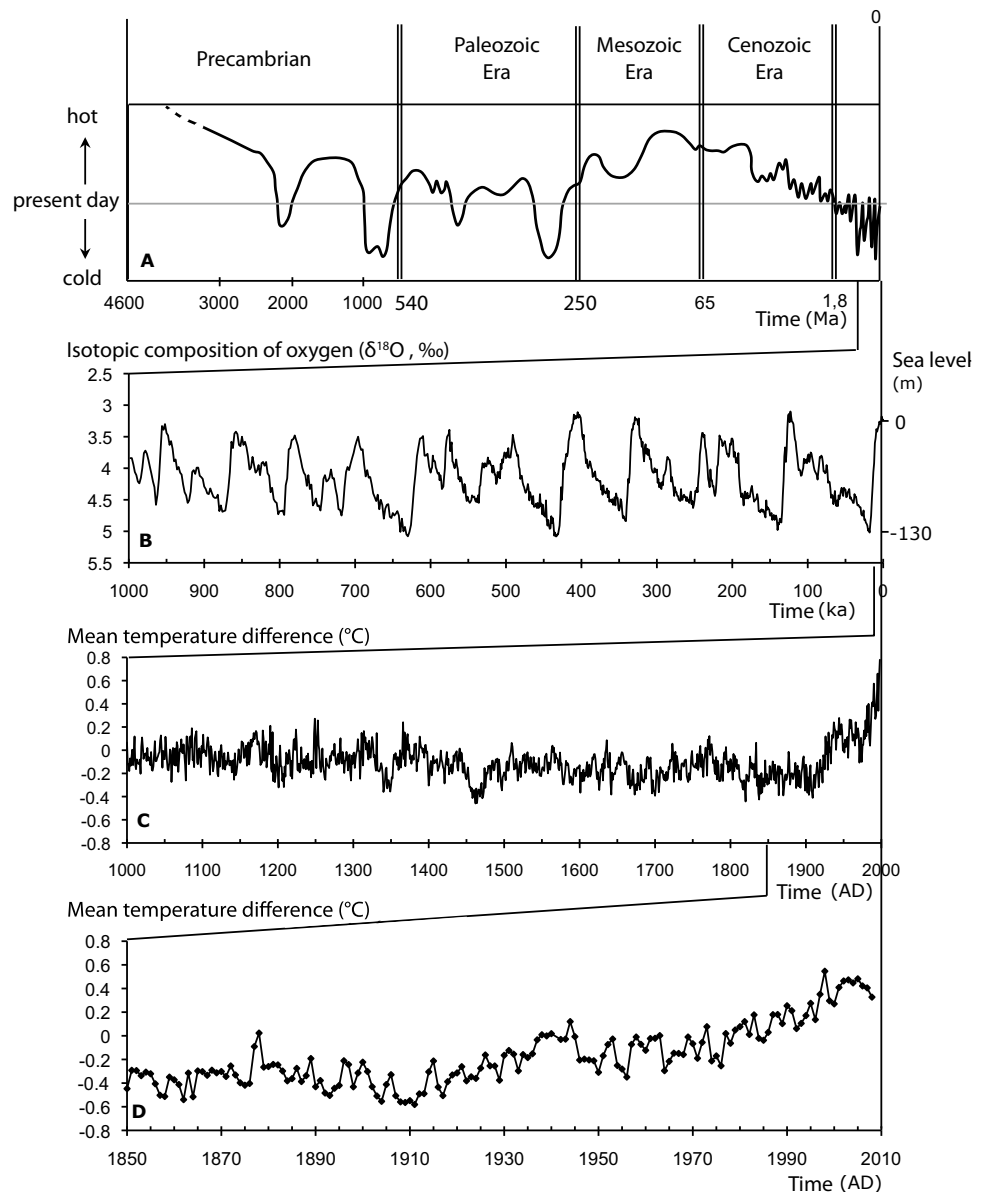 0
Precambrian
Paleozoic
Era
Mesozoic
Era
Cenozoic
Era
hot
present day
cold
A
4600 3000 2000 1000 540 250 65 1,8
Time (Ma)
Isotopic composition of oxygen (δ¹⁸O , ‰)
Sea level
(m)
2.5
3
3.5
4
4.5
5
5.5
0
-130
B
1000 900 800 700 600 500 400 300 200 100 0
Time (ka)
Mean temperature difference (°C)
0.8
0.6
0.4
0.2
0
-0.2
-0.4
-0.6
-0.8
C
1000 1100 1200 1300 1400 1500 1600 1700 1800 1900 2000
Time (AD)
Mean temperature difference (°C)
0.8
0.6
0.4
0.2
0
-0.2
-0.4
-0.6
-0.8
D
1850 1870 1890 1910 1930 1950 1970 1990 2010
Time (AD)